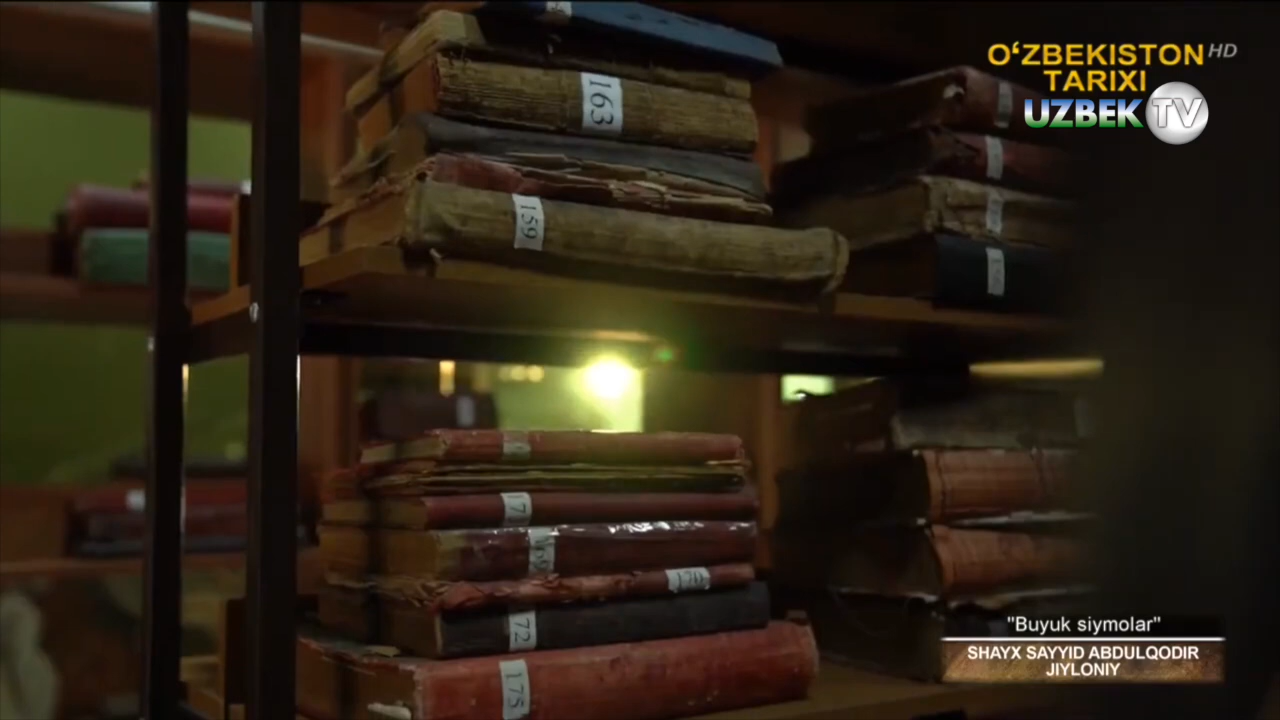 O‘ZBEKISTON HD
TARIXI
UZBEK TV
163
159
17
72
175
"Buyuk siymolar"
SHAYX SAYYID ABDULQODIR
JIYLONIY